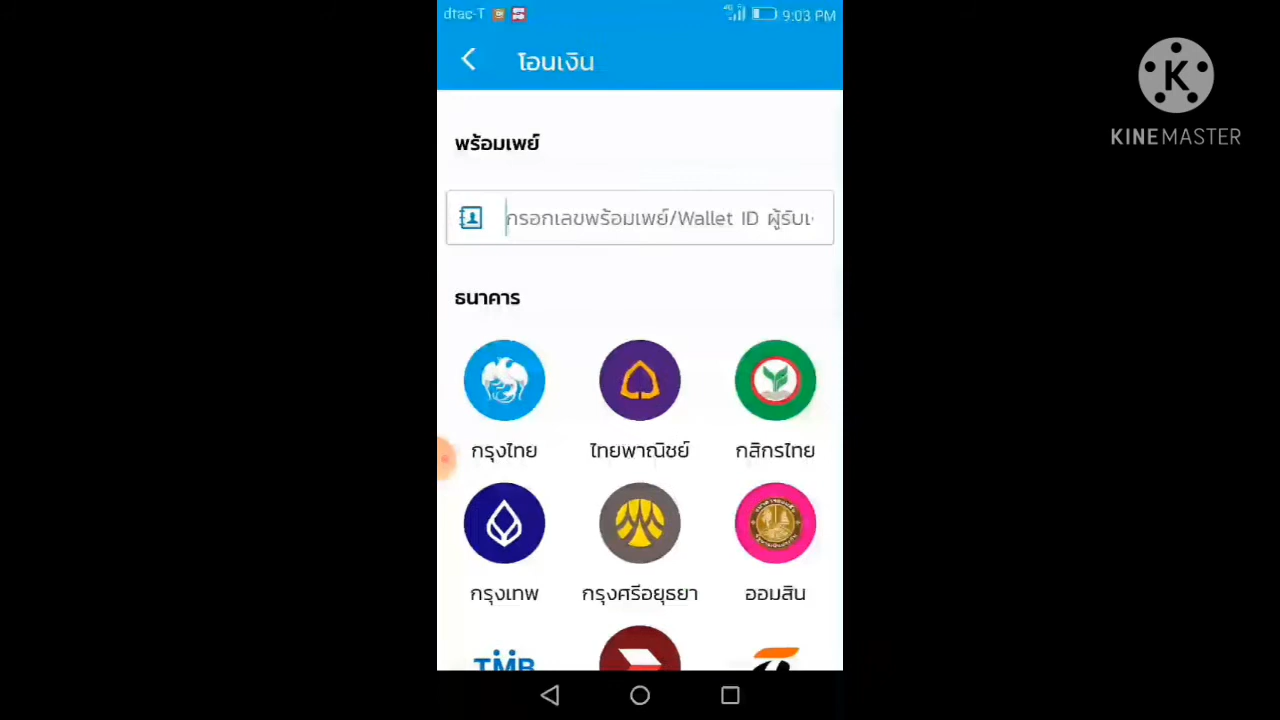 dtac-T
9:03 PM
โอนเงิน
K
KINEMASTER
พร้อมเพย์
กรอกเลขพร้อมเพย์/Wallet ID ผู้รับเ
ธนาคาร
กรุงไทย
ไทยพาณิชย์
กสิกรไทย
กรุงเทพ
กรุงศรีอยุธยา
ออมสิน
TMB